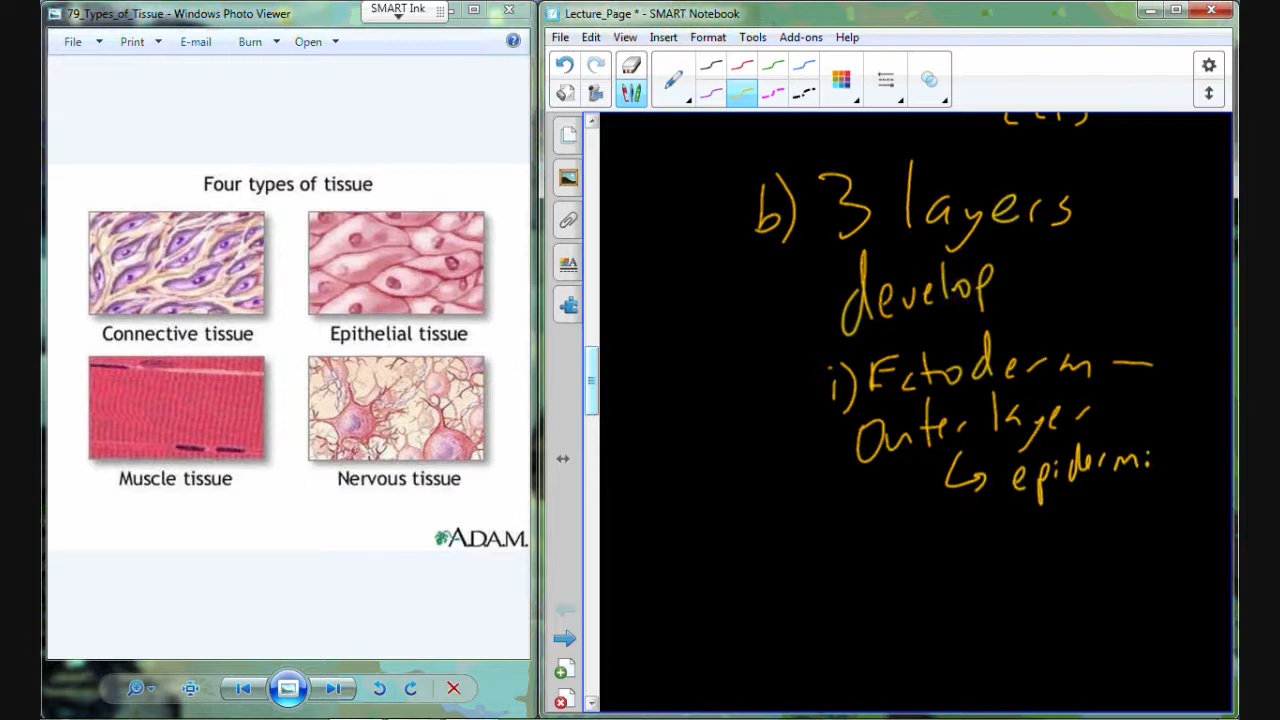 79_Types_of_Tissue - Windows Photo Viewer
SMART Ink
File Print E-mail Burn Open
Four types of tissue
Connective tissue Epithelial tissue
Muscle tissue Nervous tissue
A.D.A.M.
Lecture_Page * - SMART Notebook
File Edit View Insert Format Tools Add-ons Help
b) 3 layers
develop
i) Ectoderm —
Outer layer
↳ epidermi